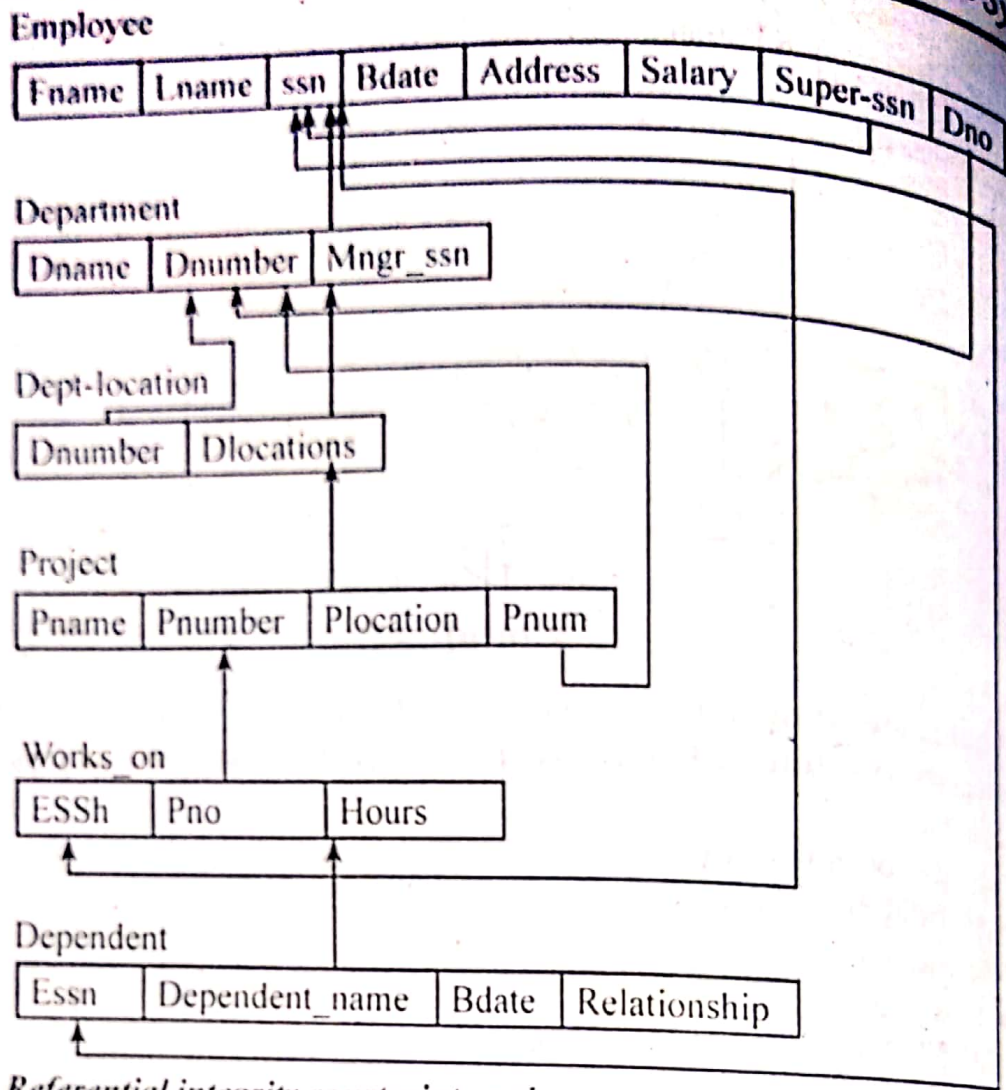 Employee
Fname Lname ssn Bdate Address Salary Super-ssn Dno
Department
Dname Dnumber Mngr_ssn
Dept-location
Dnumber Dlocations
Project
Pname Pnumber Plocation Pnum
Works_on
ESSh Pno Hours
Dependent
Essn Dependent_name Bdate Relationship